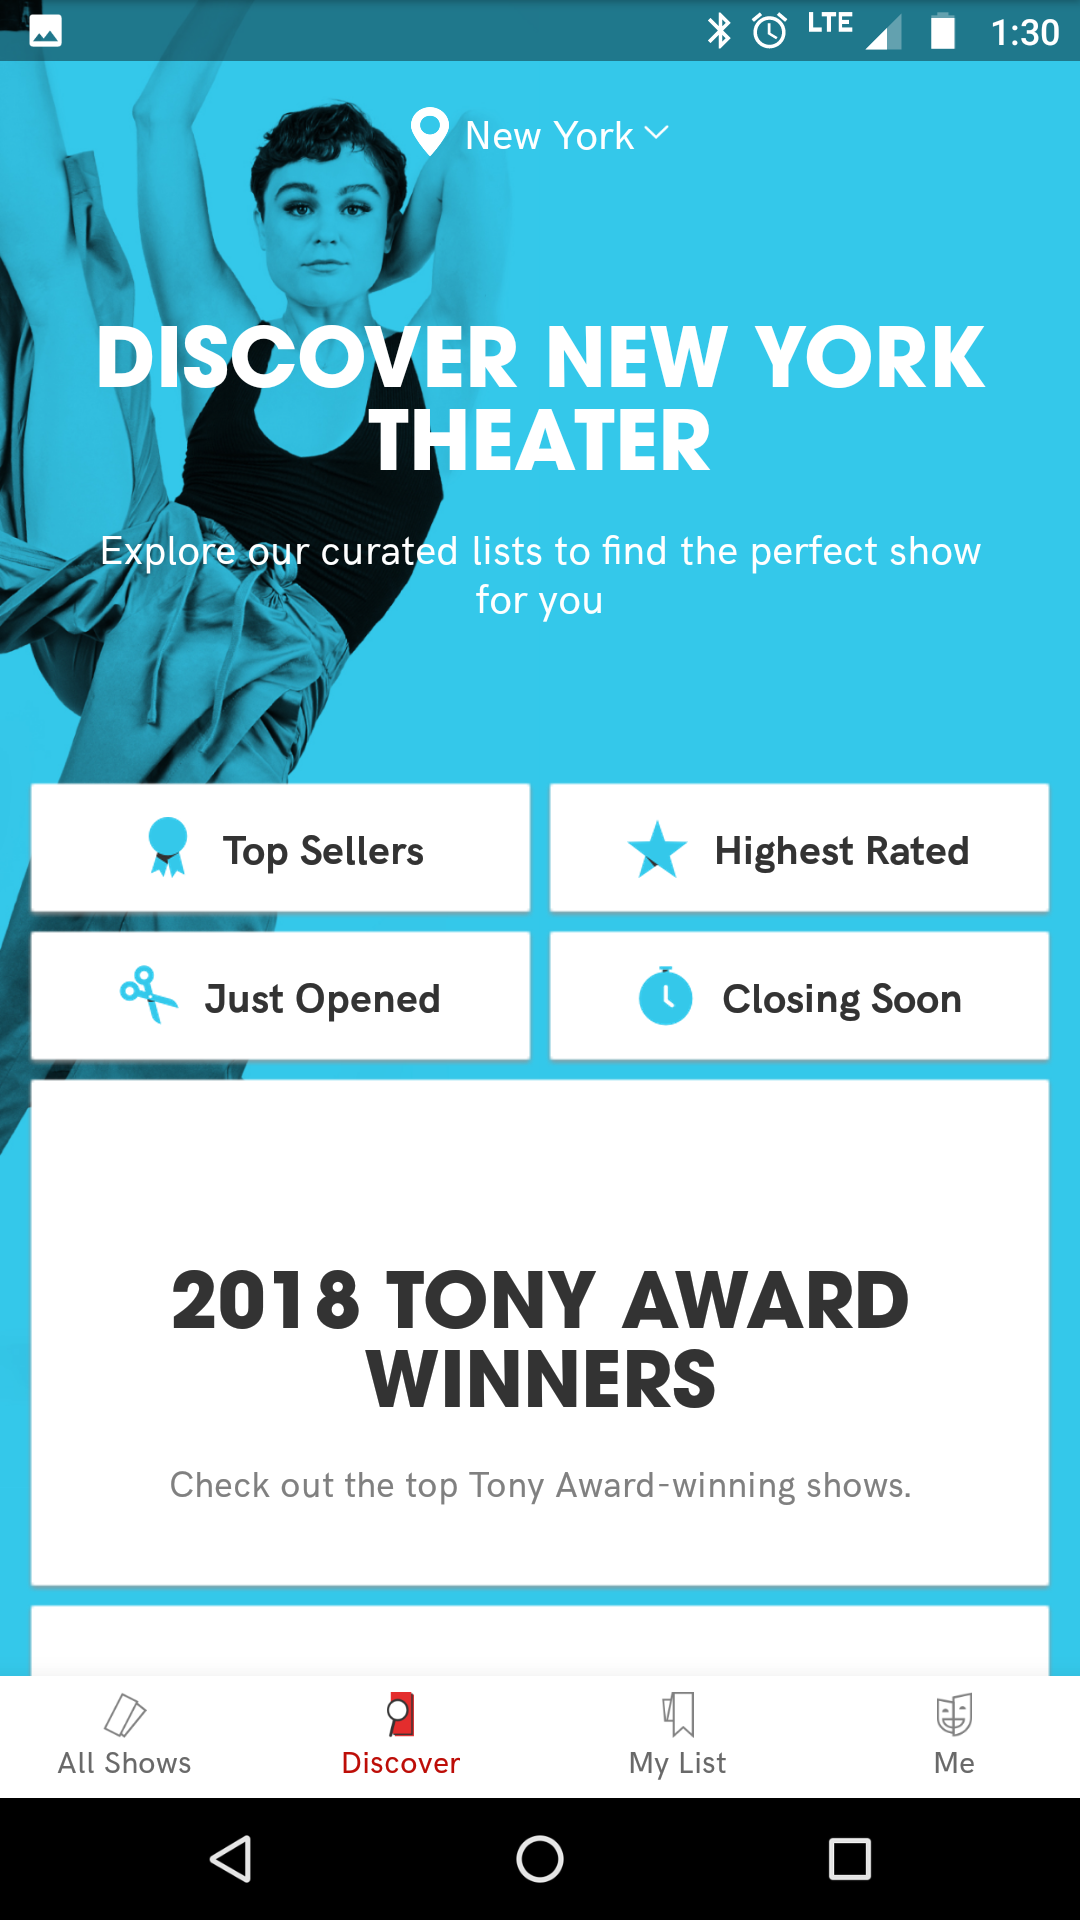 LTE 1:30
New York
DISCOVER NEW YORK
THEATER
Explore our curated lists to find the perfect show
for you
Top Sellers
Highest Rated
Just Opened
Closing Soon
2018 TONY AWARD
WINNERS
Check out the top Tony Award-winning shows.
All Shows
Discover
My List
Me